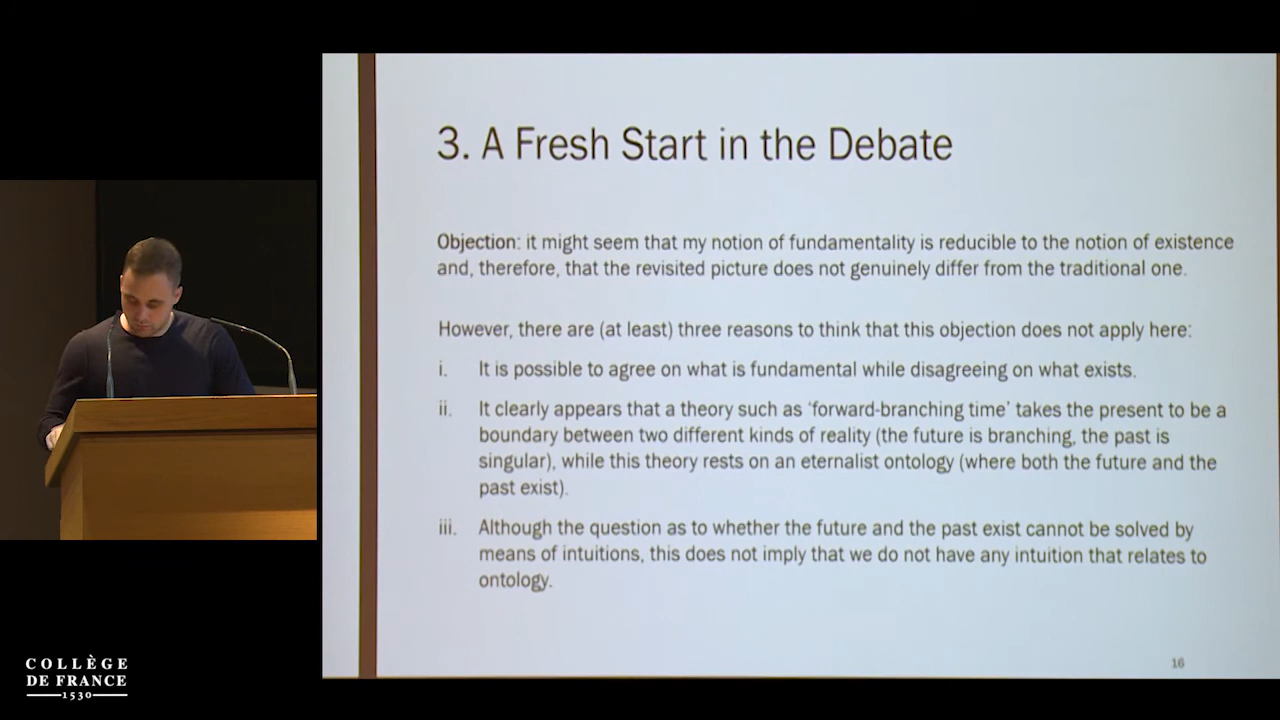 3. A Fresh Start in the Debate
Objection: it might seem that my notion of fundamentality is reducible to the notion of existence
and, therefore, that the revisited picture does not genuinely differ from the traditional one.
However, there are (at least) three reasons to think that this objection does not apply here:
i. It is possible to agree on what is fundamental while disagreeing on what exists.
ii. It clearly appears that a theory such as ‘forward-branching time’ takes the present to be a
boundary between two different kinds of reality (the future is branching, the past is
singular), while this theory rests on an eternalist ontology (where both the future and the
past exist).
iii. Although the question as to whether the future and the past exist cannot be solved by
means of intuitions, this does not imply that we do not have any intuition that relates to
ontology.
16
COLLÈGE
DE FRANCE
1530